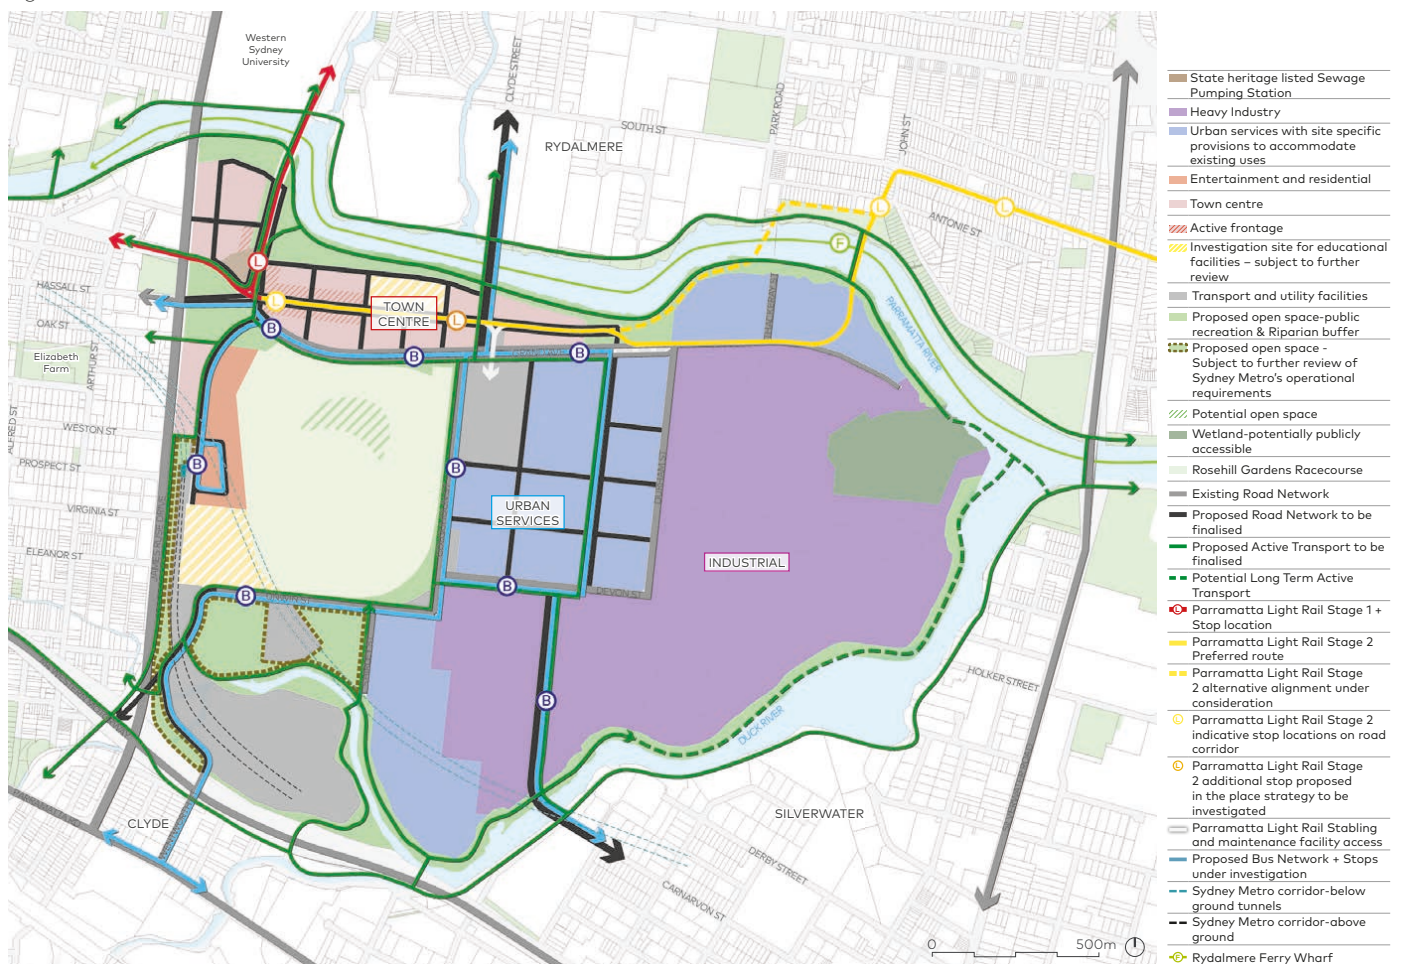 Western
Sydney
University
CLYDE STREET
SOUTH ST
RYDALMERE
PARK ROAD
JOHN ST
ANTONIE ST
L
L
F
L
HASSALL ST
OAK ST
Elizabeth
Farm
ARTHUR ST
ALFRED ST
WESTON ST
PROSPECT ST
VIRGINIA ST
ELEANOR ST
L
TOWN
CENTRE
L
B
B
B
PARRAMATTA RIVER
B
B
URBAN
SERVICES
INDUSTRIAL
B
B
DEVON ST
B
DUCK RIVER
HOLKER STREET
CLYDE
SILVERWATER
DERBY STREET
CARNARVON ST
0
500m
State heritage listed Sewage
Pumping Station
Heavy Industry
Urban services with site specific
provisions to accommodate
existing uses
Entertainment and residential
Town centre
Active frontage
Investigation site for educational
facilities – subject to further
review
Transport and utility facilities
Proposed open space-public
recreation & Riparian buffer
Proposed open space -
Subject to further review of
Sydney Metro's operational
requirements
Potential open space
Wetland-potentially publicly
accessible
Rosehill Gardens Racecourse
Existing Road Network
Proposed Road Network to be
finalised
Proposed Active Transport to be
finalised
Potential Long Term Active
Transport
L Parramatta Light Rail Stage 1 +
Stop location
Parramatta Light Rail Stage 2
Preferred route
Parramatta Light Rail Stage
2 alternative alignment under
consideration
L Parramatta Light Rail Stage 2
indicative stop locations on road
corridor
L Parramatta Light Rail Stage
2 additional stop proposed
in the place strategy to be
investigated
Parramatta Light Rail Stabling
and maintenance facility access
Proposed Bus Network + Stops
under investigation
Sydney Metro corridor-below
ground tunnels
Sydney Metro corridor-above
ground
F Rydalmere Ferry Wharf